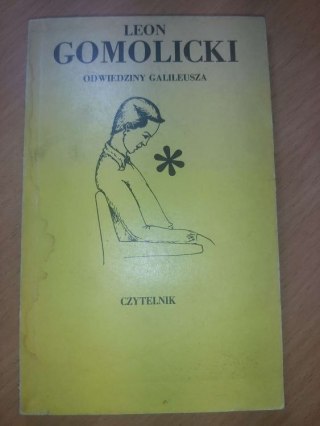 LEON
GOMOLICKI
ODWIEDZINY GALILEUSZA
CZYTELNIK